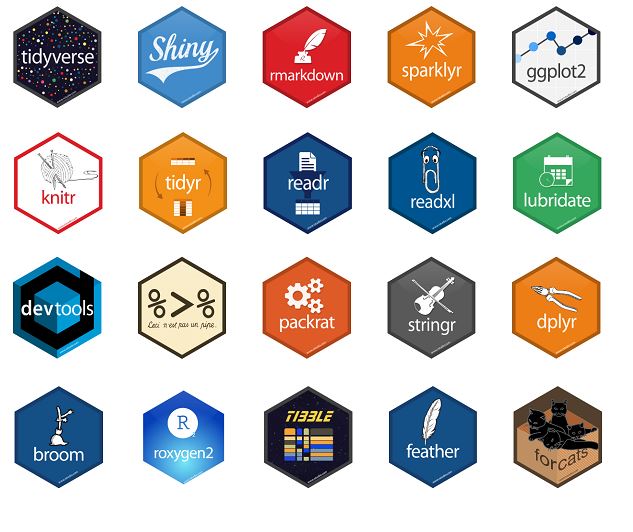 tidyverse
Shiny
rmarkdown
sparklyr
ggplot2
knitr
tidyr
readr
readxl
lubridate
devtools
%>%
Ceci n'est pas un pipe.
packrat
stringr
dplyr
broom
R
roxygen2
TIBBLE
feather
forcats